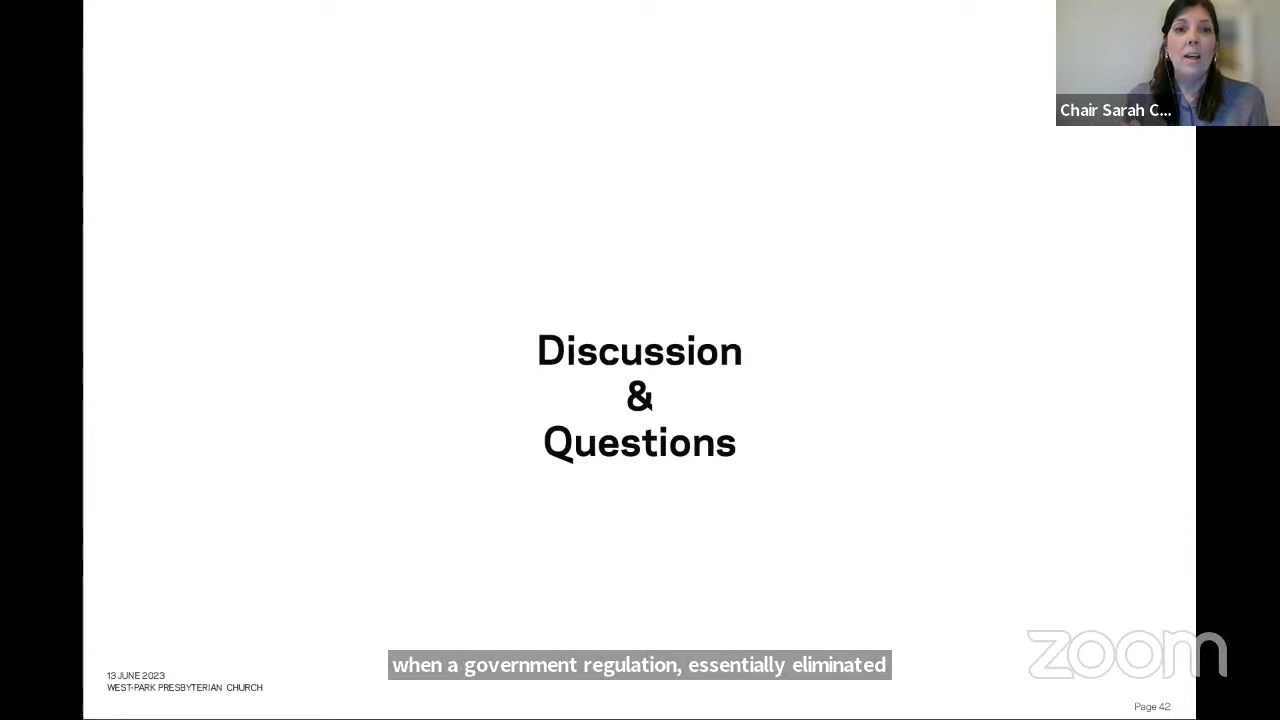 Chair Sarah C...
Discussion
&
Questions
when a government regulation, essentially eliminated
13 JUNE 2023
WEST-PARK PRESBYTERIAN CHURCH
zoom
Page 42